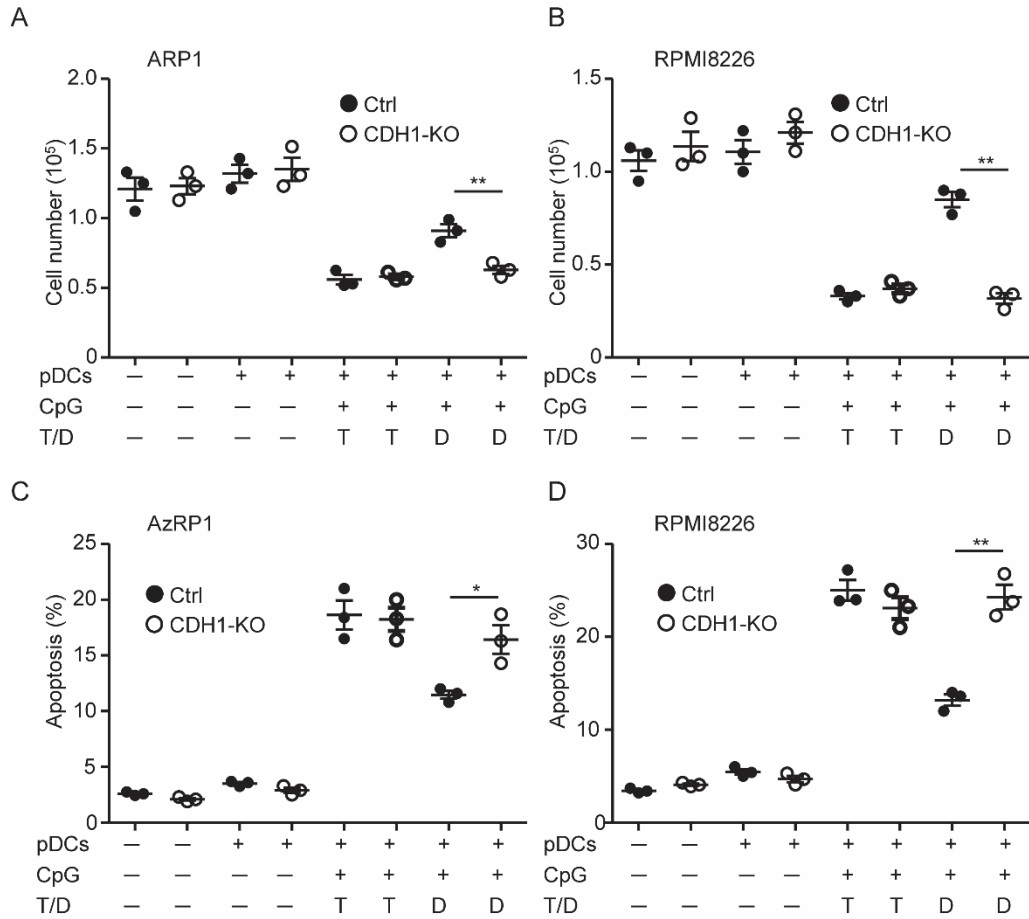 A
ARP1
Ctrl
CDH1-KO
**
Cell number (10⁵)
2.0
1.5
1.0
0.5
0
pDCs — — + + + + + +
CpG — — — — + + + +
T/D — — — — T T D D
B
RPMI8226
Ctrl
CDH1-KO
**
Cell number (10⁵)
1.5
1.0
0.5
0
pDCs — — + + + + + +
CpG — — — — + + + +
T/D — — — — T T D D
C
AzRP1
Ctrl
CDH1-KO
*
Apoptosis (%)
25
20
15
10
5
0
pDCs — — + + + + + +
CpG — — — — + + + +
T/D — — — — T T D D
D
RPMI8226
Ctrl
CDH1-KO
**
Apoptosis (%)
30
20
10
0
pDCs — — + + + + + +
CpG — — — — + + + +
T/D — — — — T T D D